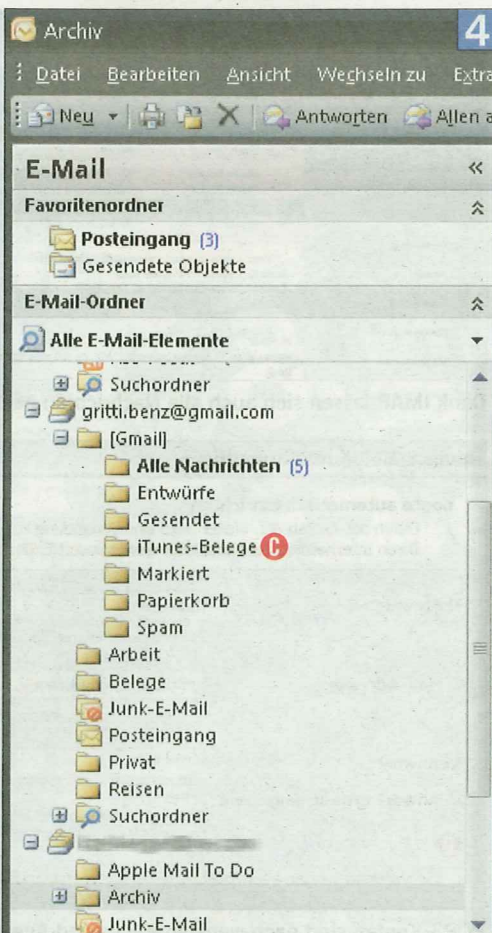 Archiv 4
Datei Bearbeiten Ansicht Wechseln zu Extra
Neu Antworten Allen a
E-Mail «
Favoritenordner
Posteingang (3)
Gesendete Objekte
E-Mail-Ordner
Alle E-Mail-Elemente
Suchordner
gritti.benz@gmail.com
[Gmail]
Alle Nachrichten (5)
Entwürfe
Gesendet
iTunes-Belege C
Markiert
Papierkorb
Spam
Arbeit
Belege
Junk-E-Mail
Posteingang
Privat
Reisen
Suchordner
Apple Mail To Do
Archiv
Junk-E-Mail